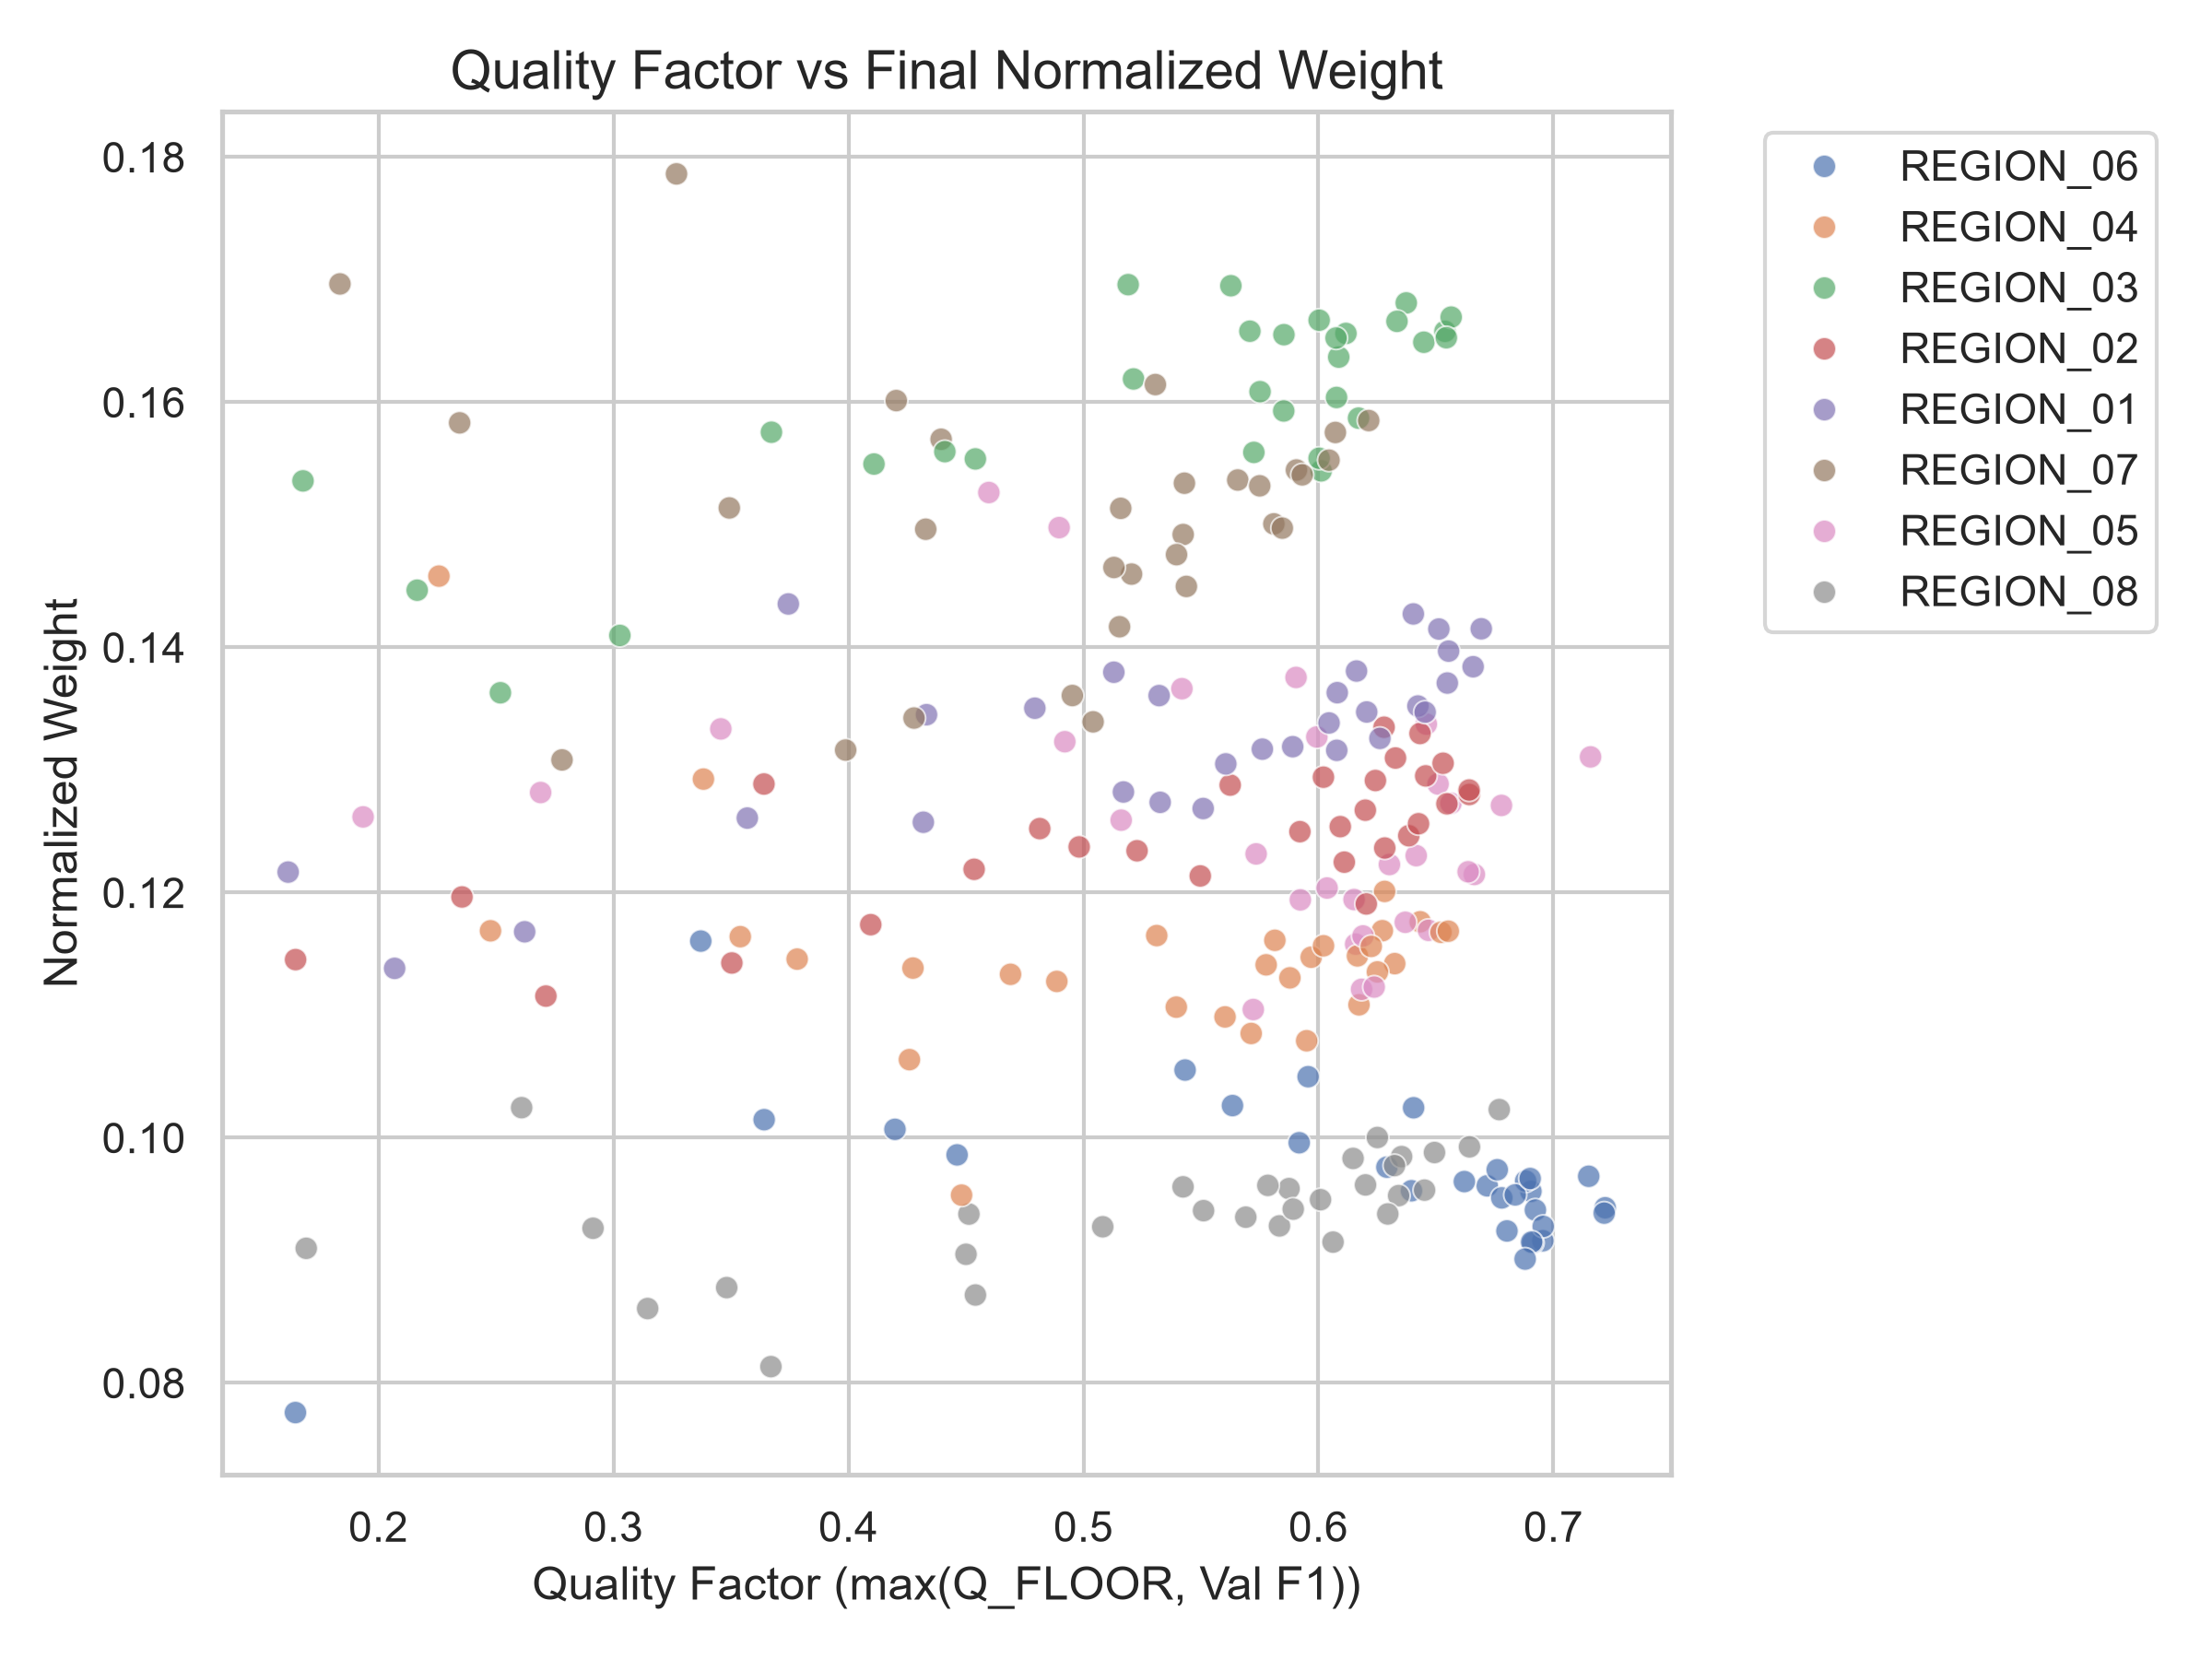 Quality Factor vs Final Normalized Weight
0.18
0.16
0.14
0.12
0.10
0.08
Normalized Weight
0.2 0.3 0.4 0.5 0.6 0.7
Quality Factor (max(Q_FLOOR, Val F1))
REGION_06
REGION_04
REGION_03
REGION_02
REGION_01
REGION_07
REGION_05
REGION_08